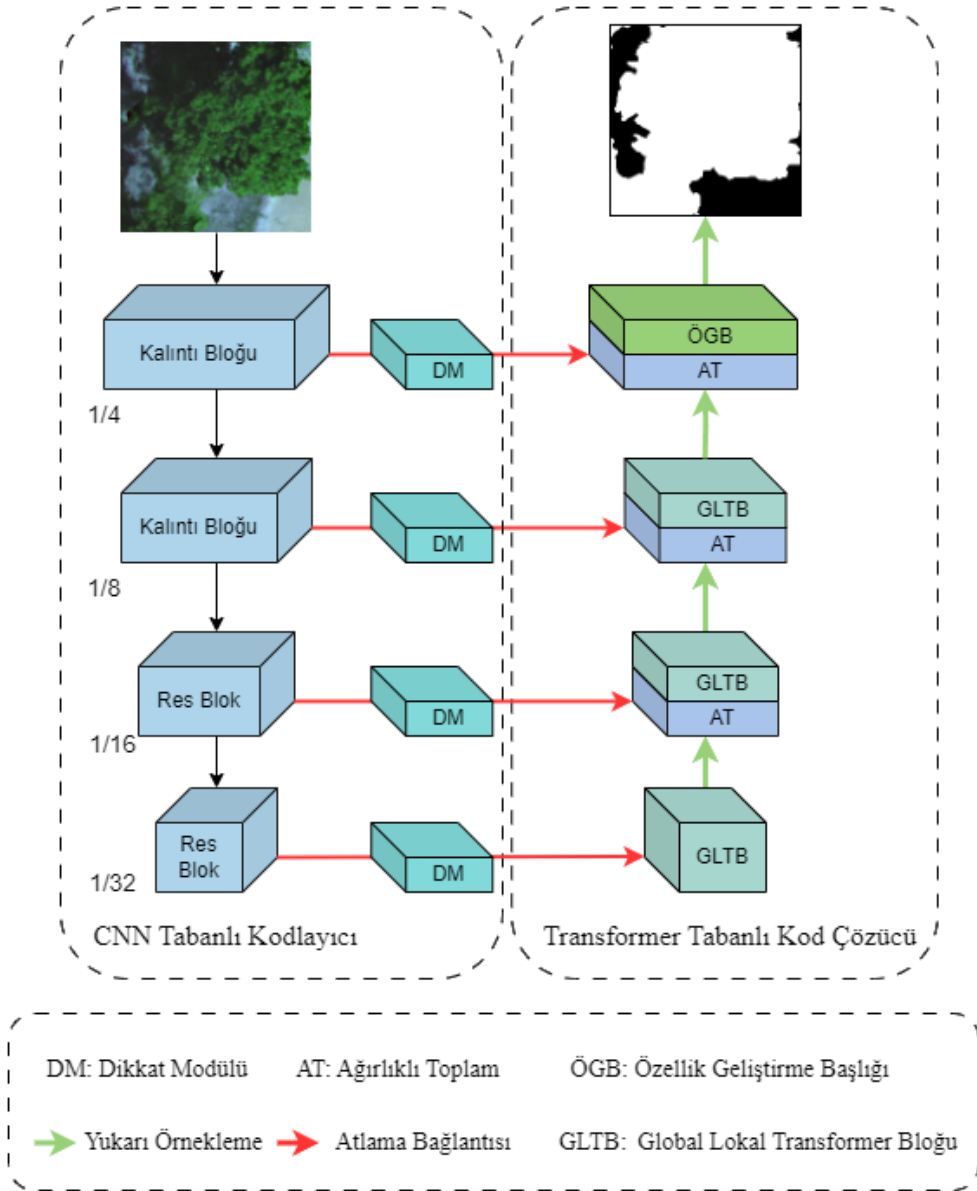 Kalıntı Bloğu
DM
ÖGB
AT
1/4
Kalıntı Bloğu
DM
GLTB
AT
1/8
Res Blok
DM
GLTB
AT
1/16
Res
Blok
DM
GLTB
1/32
CNN Tabanlı Kodlayıcı
Transformer Tabanlı Kod Çözücü
DM: Dikkat Modülü
AT: Ağırlıklı Toplam
ÖGB: Özellik Geliştirme Başlığı
Yukarı Örnekleme
Atlama Bağlantısı
GLTB: Global Lokal Transformer Bloğu